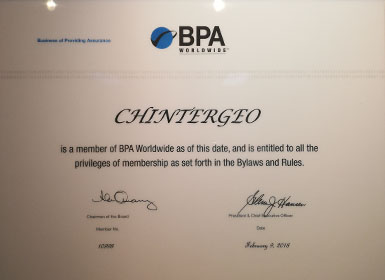 Business of Providing Assurance
BPA
WORLDWIDE
CHINTERGEO
is a member of BPA Worldwide as of this date, and is entitled to all the
privileges of membership as set forth in the Bylaws and Rules.
Chairman of the Board
President & Chief Executive Officer
Member No.
Date